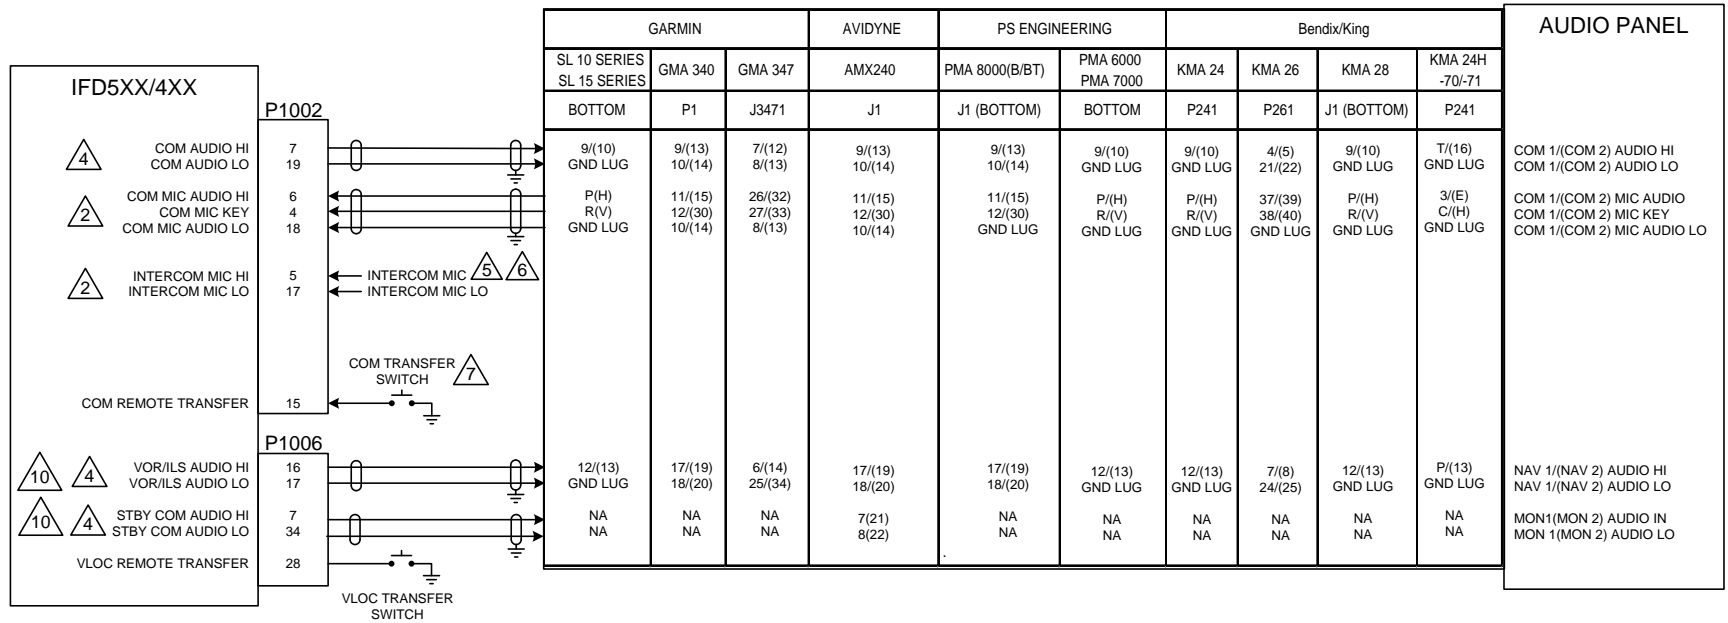 GARMIN AVIDYNE PS ENGINEERING Bendix/King AUDIO PANEL
SL 10 SERIES SL 15 SERIES GMA 340 GMA 347 AMX240 PMA 8000(B/BT) PMA 6000 PMA 7000 KMA 24 KMA 26 KMA 28 KMA 24H -70/-71
IFD5XX/4XX
P1002 BOTTOM P1 J3471 J1 J1 (BOTTOM) BOTTOM P241 P261 J1 (BOTTOM) P241
4 COM AUDIO HI 7 9/(10) 9/(13) 7/(12) 9/(13) 9/(13) 9/(10) 9/(10) 4/(5) 9/(10) T/(16) COM 1/(COM 2) AUDIO HI
COM AUDIO LO 19 GND LUG 10/(14) 8/(13) 10/(14) 10/(14) GND LUG GND LUG 21/(22) GND LUG GND LUG COM 1/(COM 2) AUDIO LO
COM MIC AUDIO HI 6 P(H) 11/(15) 26/(32) 11/(15) 11/(15) P/(H) P/(H) 37/(39) P/(H) 3/(E) COM 1/(COM 2) MIC AUDIO
2 COM MIC KEY 4 R(V) 12/(30) 27/(33) 12/(30) 12/(30) R/(V) R/(V) 38/(40) R/(V) C/(H) COM 1/(COM 2) MIC KEY
COM MIC AUDIO LO 18 GND LUG 10/(14) 8/(13) 10/(14) GND LUG GND LUG GND LUG GND LUG GND LUG GND LUG COM 1/(COM 2) MIC AUDIO LO
2 INTERCOM MIC HI 5 INTERCOM MIC 5 6
INTERCOM MIC LO 17 INTERCOM MIC LO
COM TRANSFER 7
SWITCH
COM REMOTE TRANSFER 15
P1006
10 4 VOR/ILS AUDIO HI 16 12/(13) 17/(19) 6/(14) 17/(19) 17/(19) 12/(13) 12/(13) 7/(8) 12/(13) P/(13) NAV 1/(NAV 2) AUDIO HI
VOR/ILS AUDIO LO 17 GND LUG 18/(20) 25/(34) 18/(20) 18/(20) GND LUG GND LUG 24/(25) GND LUG GND LUG NAV 1/(NAV 2) AUDIO LO
10 4 STBY COM AUDIO HI 7 NA NA NA 7(21) NA NA NA NA NA NA MON1(MON 2) AUDIO IN
STBY COM AUDIO LO 34 NA NA NA 8(22) NA NA NA NA NA NA MON 1(MON 2) AUDIO LO
VLOC REMOTE TRANSFER 28
VLOC TRANSFER
SWITCH